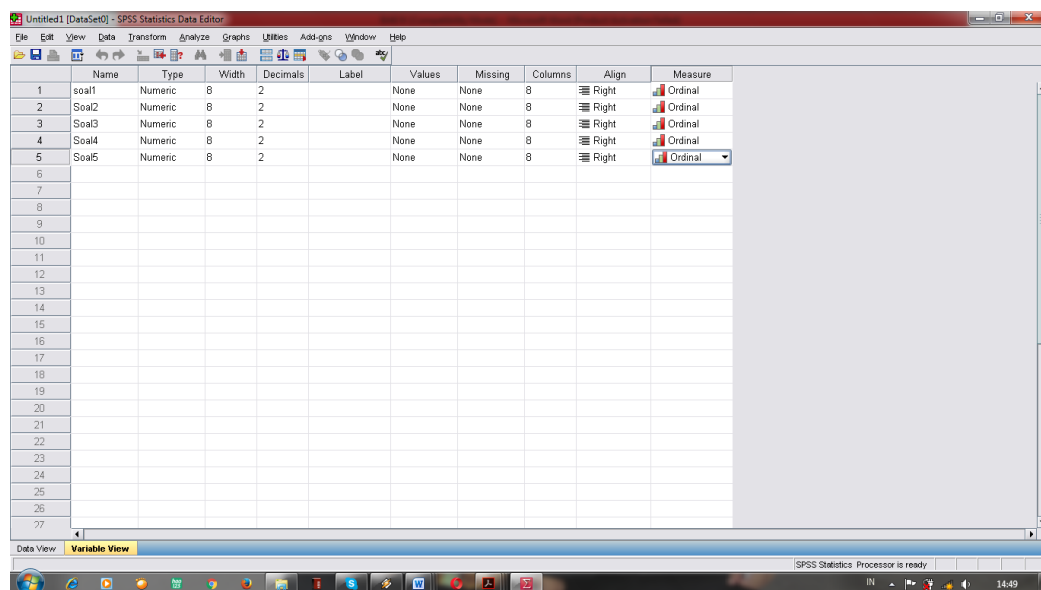 Untitled1 [DataSet0] - SPSS Statistics Data Editor
File Edit View Data Transform Analyze Graphs Utilities Add-ons Window Help
Name Type Width Decimals Label Values Missing Columns Align Measure
1 soal1 Numeric 8 2 None None 8 Right Ordinal
2 Soal2 Numeric 8 2 None None 8 Right Ordinal
3 Soal3 Numeric 8 2 None None 8 Right Ordinal
4 Soal4 Numeric 8 2 None None 8 Right Ordinal
5 Soal5 Numeric 8 2 None None 8 Right Ordinal
6
7
8
9
10
11
12
13
14
15
16
17
18
19
20
21
22
23
24
25
26
27
Data View Variable View
SPSS Statistics Processor is ready
IN 14:49